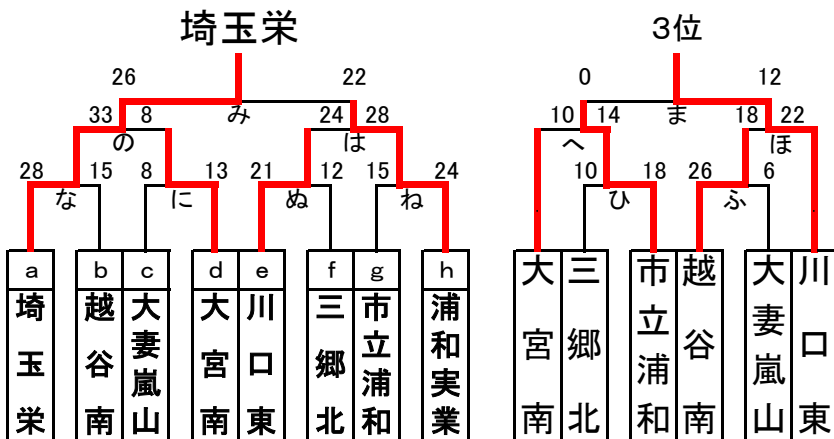 埼玉栄 3位
26 22 0 12
33 8 み 24 28 10 14 ま 18 22
の は へ ほ
28 15 8 13 21 12 15 24 10 18 26 6
な に ぬ ね ひ ふ
a b c d e f g h
埼玉栄
越谷南
大妻嵐山
大宮南
川口東
三郷北
市立浦和
浦和実業
大宮南
三郷北
市立浦和
越谷南
大妻嵐山
川口東